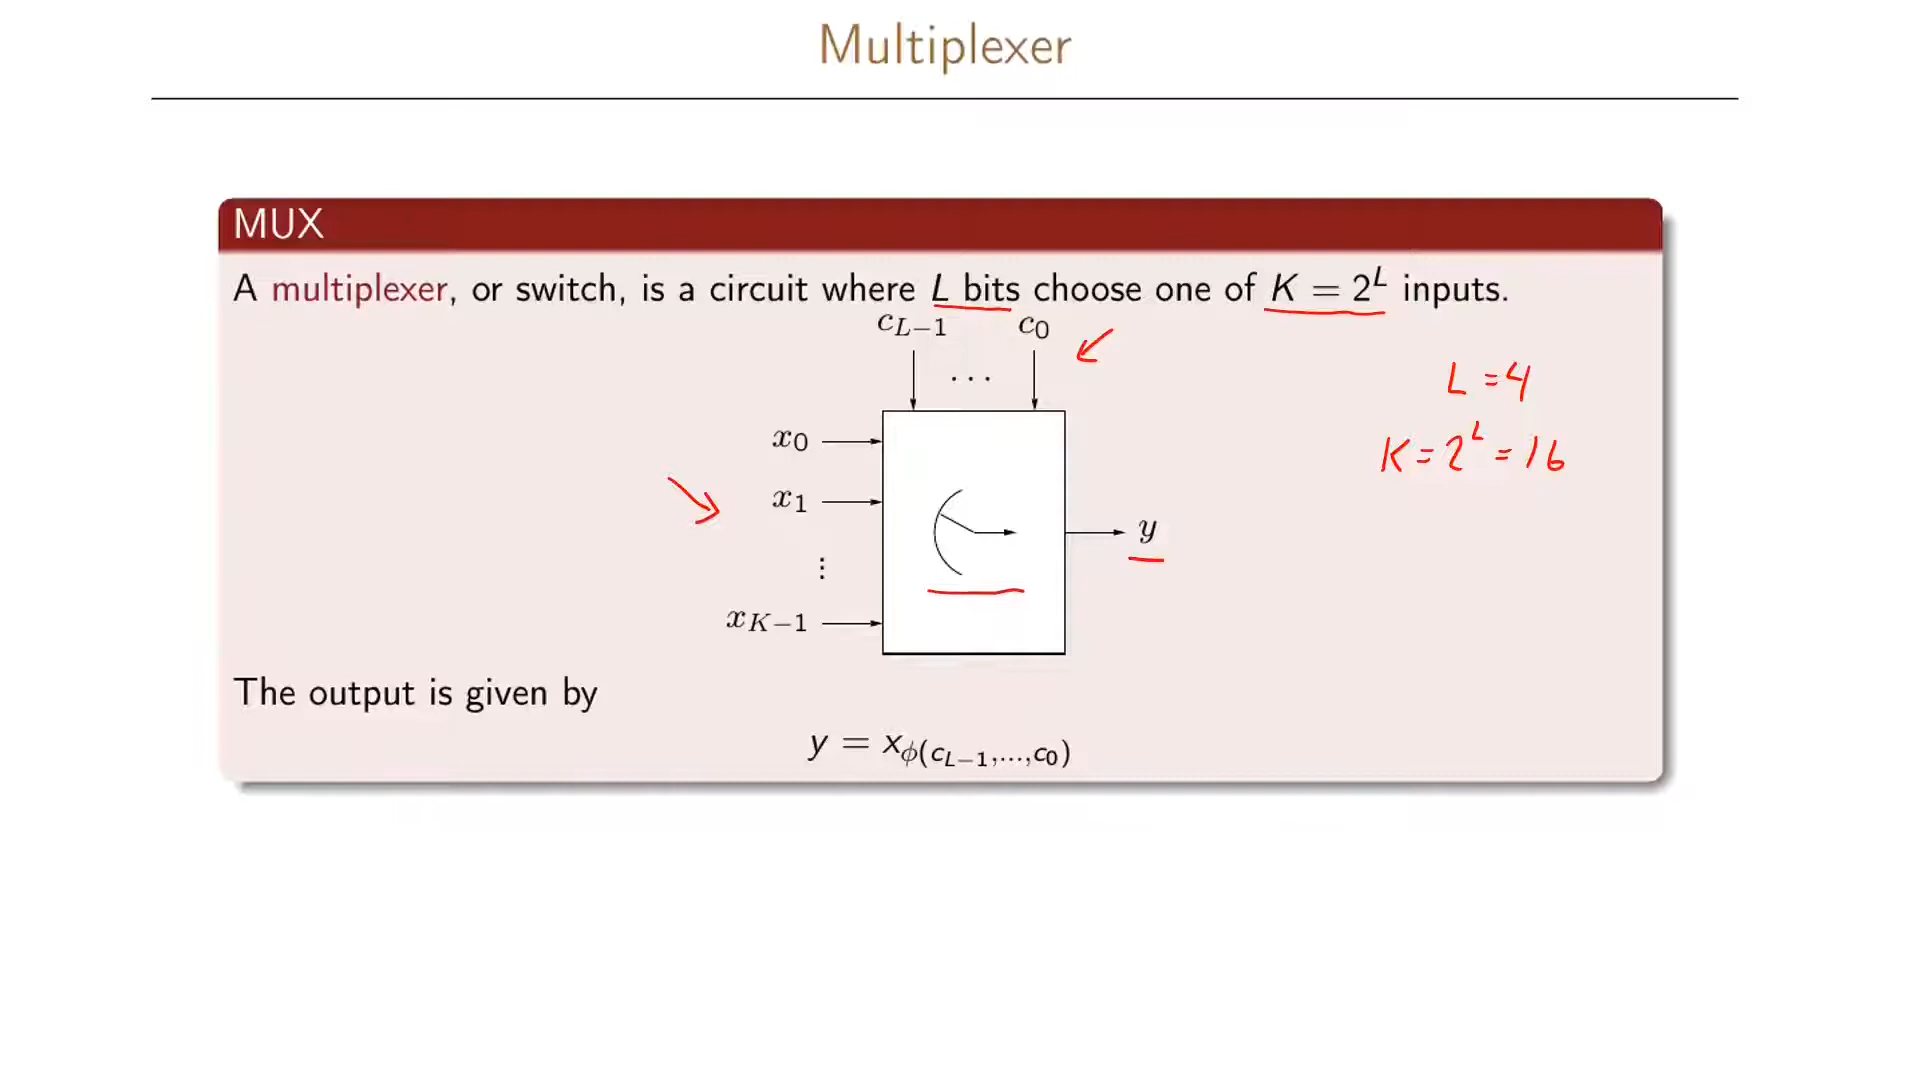 Multiplexer
MUX
A multiplexer, or switch, is a circuit where L bits choose one of K = 2^L inputs.
c_{L−1} c_0
...
L = 4
x_0
K = 2^L = 16
x_1
y
⋮
x_{K−1}
The output is given by
y = x_{ϕ(c_{L−1},...,c_0)}